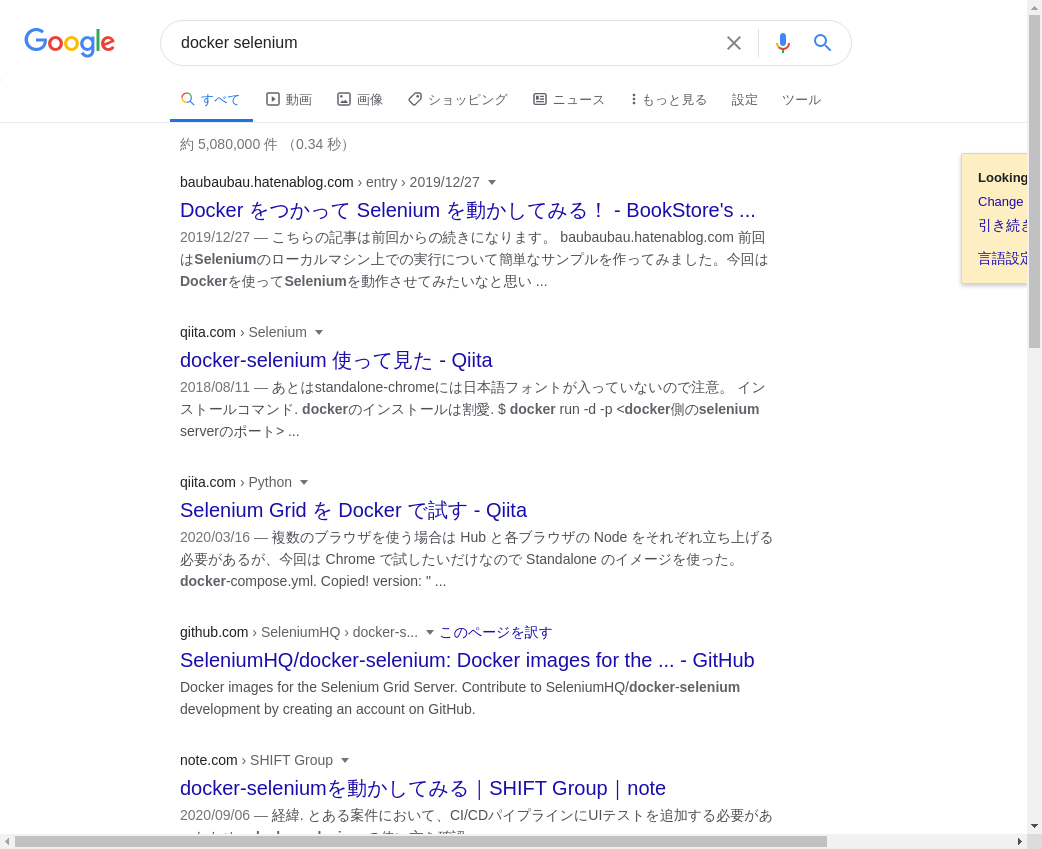 Google
docker selenium
すべて 動画 画像 ショッピング ニュース もっと見る 設定 ツール
約 5,080,000 件 （0.34 秒）
baubaubau.hatenablog.com › entry › 2019/12/27
Docker をつかって Selenium を動かしてみる！ - BookStore's ...
2019/12/27 — こちらの記事は前回からの続きになります。 baubaubau.hatenablog.com 前回
はSeleniumのローカルマシン上での実行について簡単なサンプルを作ってみました。今回は
Dockerを使ってSeleniumを動作させてみたいなと思い ...
Looking
Change
引き続き
言語設定
qiita.com › Selenium
docker-selenium 使って見た - Qiita
2018/08/11 — あとはstandalone-chromeには日本語フォントが入っていないので注意。 イン
ストールコマンド. dockerのインストールは割愛. $ docker run -d -p <docker側のselenium
serverのポート> ...
qiita.com › Python
Selenium Grid を Docker で試す - Qiita
2020/03/16 — 複数のブラウザを使う場合は Hub と各ブラウザの Node をそれぞれ立ち上げる
必要があるが、今回は Chrome で試したいだけなので Standalone のイメージを使った。
docker-compose.yml. Copied! version: " ...
github.com › SeleniumHQ › docker-s... このページを訳す
SeleniumHQ/docker-selenium: Docker images for the ... - GitHub
Docker images for the Selenium Grid Server. Contribute to SeleniumHQ/docker-selenium
development by creating an account on GitHub.
note.com › SHIFT Group
docker-seleniumを動かしてみる｜SHIFT Group｜note
2020/09/06 — 経緯. とある案件において、CI/CDパイプラインにUIテストを追加する必要があ